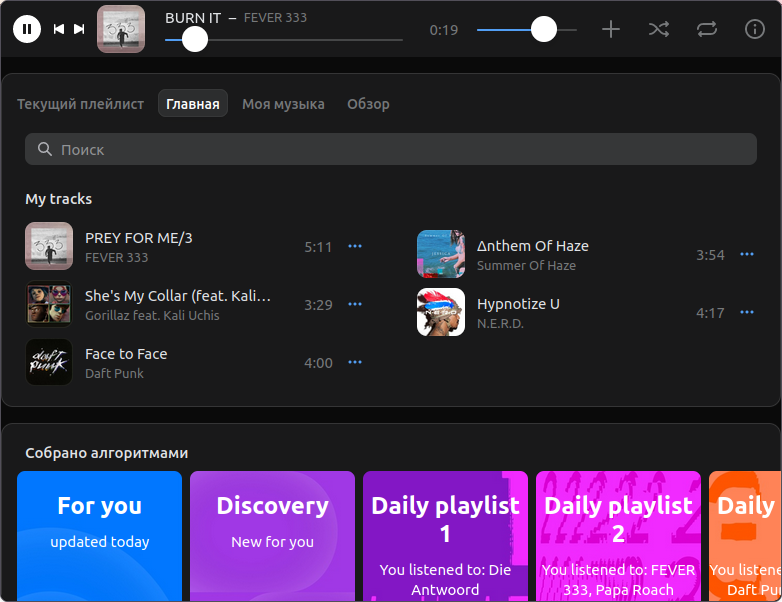 BURN IT – FEVER 333
0:19
Текущий плейлист Главная Моя музыка Обзор
Поиск
My tracks
PREY FOR ME/3
FEVER 333
5:11
She's My Collar (feat. Kali…
Gorillaz feat. Kali Uchis
3:29
Face to Face
Daft Punk
4:00
Δnthem Of Haze
Summer Of Haze
3:54
Hypnotize U
N.E.R.D.
4:17
Собрано алгоритмами
For you
updated today
Discovery
New for you
Daily playlist
1
You listened to: Die
Antwoord
Daily playlist
2
You listened to: FEVER
333, Papa Roach
Daily
You listene
Daft Pu